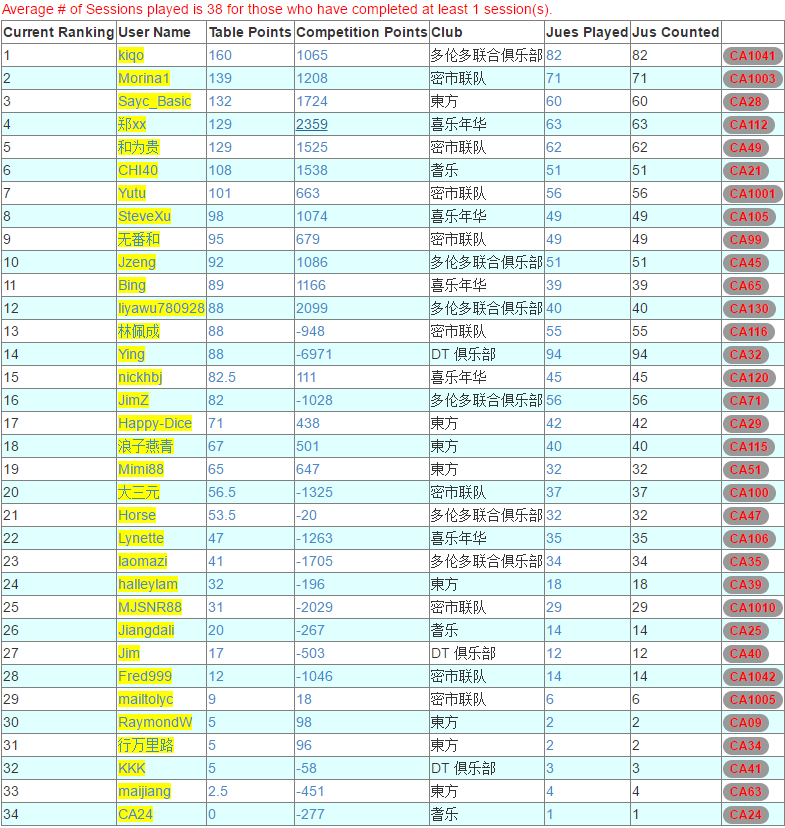 Average # of Sessions played is 38 for those who have completed at least 1 session(s).
Current Ranking User Name Table Points Competition Points Club Jues Played Jus Counted
1 kiqo 160 1065 多伦多联合俱乐部 82 82 CA1041
2 Morina1 139 1208 密市联队 71 71 CA1003
3 Sayc_Basic 132 1724 東方 60 60 CA28
4 郑xx 129 2359 喜乐年华 63 63 CA112
5 和为贵 129 1525 密市联队 62 62 CA49
6 CHI40 108 1538 耆乐 51 51 CA21
7 Yutu 101 663 密市联队 56 56 CA1001
8 SteveXu 98 1074 喜乐年华 49 49 CA105
9 无番和 95 679 密市联队 49 49 CA99
10 Jzeng 92 1086 多伦多联合俱乐部 51 51 CA45
11 Bing 89 1166 喜乐年华 39 39 CA65
12 liyawu780928 88 2099 多伦多联合俱乐部 40 40 CA130
13 林佩成 88 -948 密市联队 55 55 CA116
14 Ying 88 -6971 DT 俱乐部 94 94 CA32
15 nickhbj 82.5 111 喜乐年华 45 45 CA120
16 JimZ 82 -1028 多伦多联合俱乐部 56 56 CA71
17 Happy-Dice 71 438 東方 42 42 CA29
18 浪子燕青 67 501 東方 40 40 CA115
19 Mimi88 65 647 東方 32 32 CA51
20 大三元 56.5 -1325 密市联队 37 37 CA100
21 Horse 53.5 -20 多伦多联合俱乐部 32 32 CA47
22 Lynette 47 -1263 喜乐年华 35 35 CA106
23 laomazi 41 -1705 多伦多联合俱乐部 34 34 CA35
24 halleylam 32 -196 東方 18 18 CA39
25 MJSNR88 31 -2029 密市联队 29 29 CA1010
26 Jiangdali 20 -267 耆乐 14 14 CA25
27 Jim 17 -503 DT 俱乐部 12 12 CA40
28 Fred999 12 -1046 密市联队 14 14 CA1042
29 mailtolyc 9 18 密市联队 6 6 CA1005
30 RaymondW 5 98 東方 2 2 CA09
31 行万里路 5 96 東方 2 2 CA34
32 KKK 5 -58 DT 俱乐部 3 3 CA41
33 maijiang 2.5 -451 東方 4 4 CA63
34 CA24 0 -277 耆乐 1 1 CA24